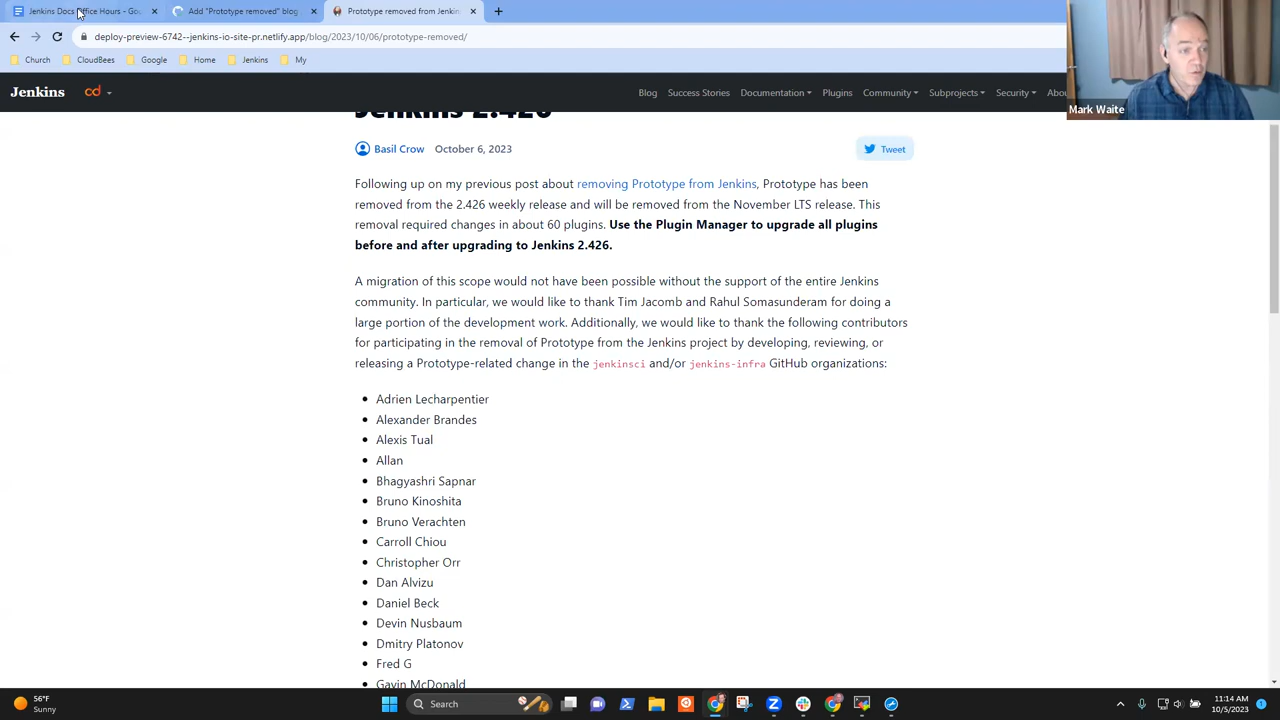 Jenkins Docs Office Hours - Goo
Add "Prototype removed" blog
Prototype removed from Jenkins
deploy-preview-6742--jenkins-io-site-pr.netlify.app/blog/2023/10/06/prototype-removed/
Church
CloudBees
Google
Home
Jenkins
My
Jenkins
cd
Blog
Success Stories
Documentation
Plugins
Community
Subprojects
Security
Abou
Mark Waite
Jenkins 2.426
Basil Crow
October 6, 2023
Tweet
Following up on my previous post about removing Prototype from Jenkins, Prototype has been
removed from the 2.426 weekly release and will be removed from the November LTS release. This
removal required changes in about 60 plugins. Use the Plugin Manager to upgrade all plugins
before and after upgrading to Jenkins 2.426.
A migration of this scope would not have been possible without the support of the entire Jenkins
community. In particular, we would like to thank Tim Jacomb and Rahul Somasunderam for doing a
large portion of the development work. Additionally, we would like to thank the following contributors
for participating in the removal of Prototype from the Jenkins project by developing, reviewing, or
releasing a Prototype-related change in the jenkinsci and/or jenkins-infra GitHub organizations:
Adrien Lecharpentier
Alexander Brandes
Alexis Tual
Allan
Bhagyashri Sapnar
Bruno Kinoshita
Bruno Verachten
Carroll Chiou
Christopher Orr
Dan Alvizu
Daniel Beck
Devin Nusbaum
Dmitry Platonov
Fred G
Gavin McDonald
56°F
Sunny
Search
11:14 AM
10/5/2023